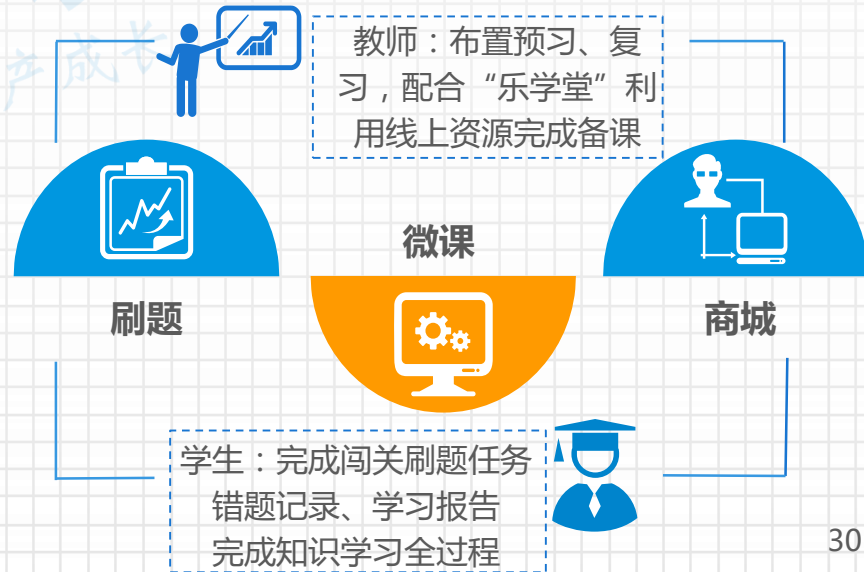 产成长
教师：布置预习、复
习，配合“乐学堂”利
用线上资源完成备课
微课
刷题
商城
学生：完成闯关刷题任务
错题记录、学习报告
完成知识学习全过程
30